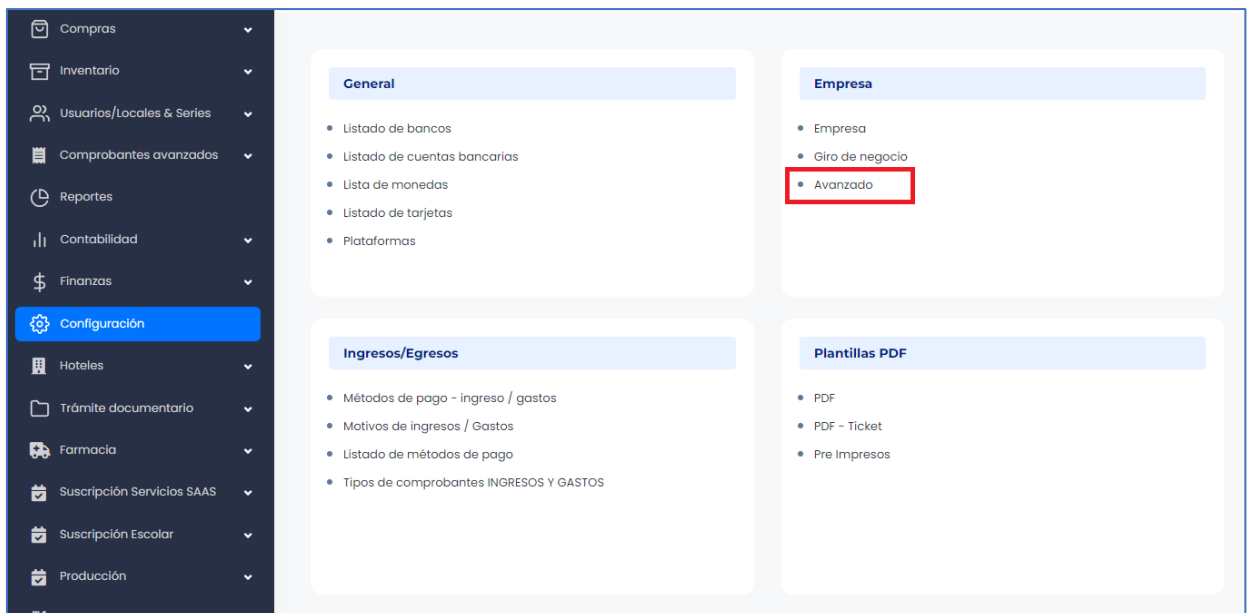 Compras
Inventario
Usuarios/Locales & Series
Comprobantes avanzados
Reportes
Contabilidad
Finanzas
Configuración
Hoteles
Trámite documentario
Farmacia
Suscripción Servicios SAAS
Suscripción Escolar
Producción
General
Listado de bancos
Listado de cuentas bancarias
Lista de monedas
Listado de tarjetas
Plataformas
Empresa
Empresa
Giro de negocio
Avanzado
Ingresos/Egresos
Métodos de pago - ingreso / gastos
Motivos de ingresos / Gastos
Listado de métodos de pago
Tipos de comprobantes INGRESOS Y GASTOS
Plantillas PDF
PDF
PDF - Ticket
Pre Impresos